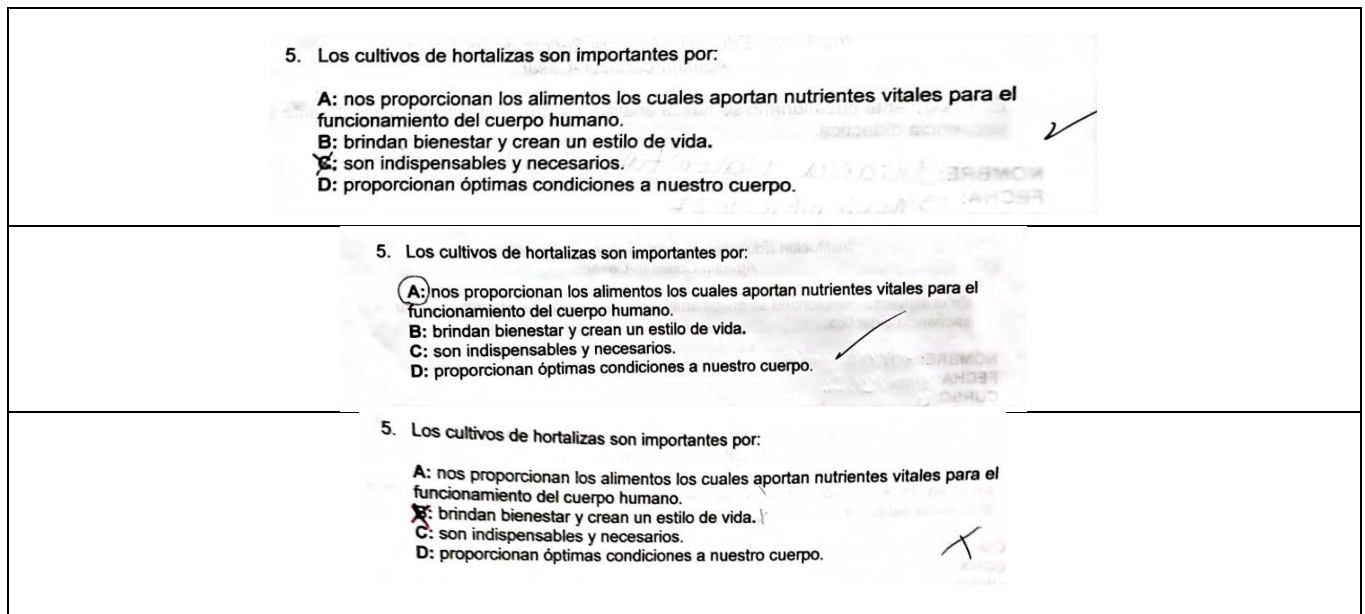 5. Los cultivos de hortalizas son importantes por:
A: nos proporcionan los alimentos los cuales aportan nutrientes vitales para el
funcionamiento del cuerpo humano.
B: brindan bienestar y crean un estilo de vida.
C: son indispensables y necesarios.
D: proporcionan óptimas condiciones a nuestro cuerpo.
5. Los cultivos de hortalizas son importantes por:
A: nos proporcionan los alimentos los cuales aportan nutrientes vitales para el
funcionamiento del cuerpo humano.
B: brindan bienestar y crean un estilo de vida.
C: son indispensables y necesarios.
D: proporcionan óptimas condiciones a nuestro cuerpo.
5. Los cultivos de hortalizas son importantes por:
A: nos proporcionan los alimentos los cuales aportan nutrientes vitales para el
funcionamiento del cuerpo humano.
B: brindan bienestar y crean un estilo de vida.
C: son indispensables y necesarios.
D: proporcionan óptimas condiciones a nuestro cuerpo.